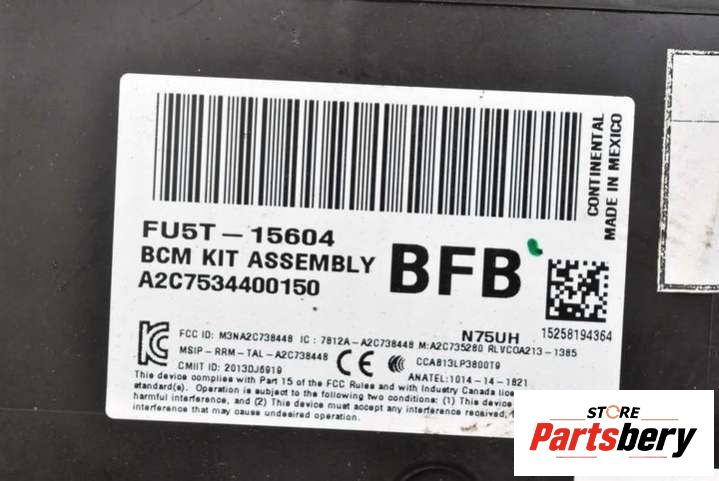 FU5T-15604
BCM KIT ASSEMBLY
A2C7534400150
BFB
CONTINENTAL
MADE IN MEXICO
N75UH 15258194364
FCC ID: M3NA2C738448 IC: 7812A-A2C738448 M:A2C735280 RLVCOA213-1385
MSIP-RRM-TAL-A2C738448
CE
CCAB13LP3800T9
CMIIT ID: 2013DJ6919
ANATEL:1014-14-1821
This device complies with Part 15 of the FCC Rules and with Industry Canada
standard(s). Operation is subject to the following two conditions: (1) This device
harmful interference, and (2) This device must accept any interference received,
that may cause undesired operation.
STORE
Partsbery